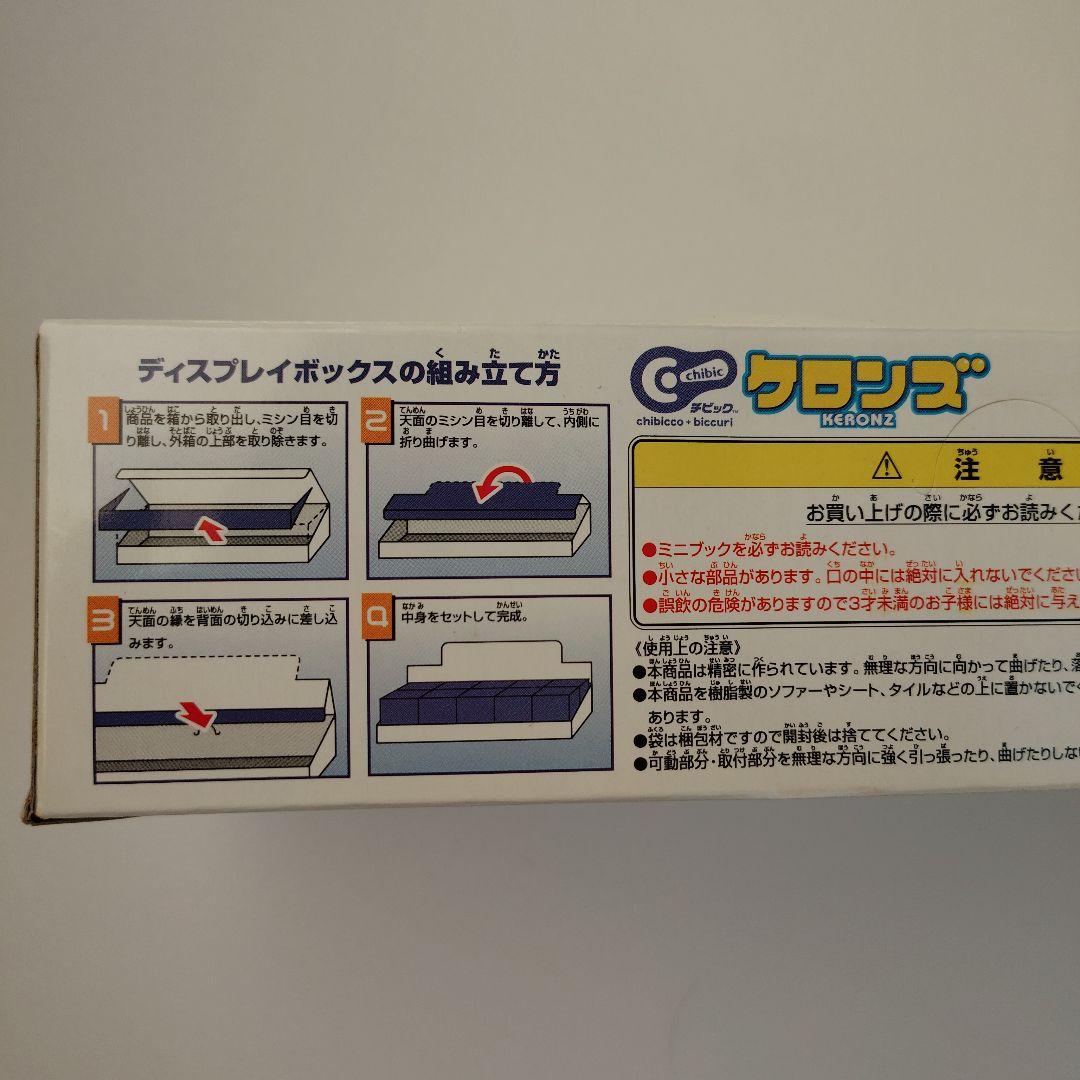 ディスプレイボックスの組み立て方
1
商品を箱から取り出し、ミシン目を切
り離し、外箱の上部を取り除きます。
2
天面のミシン目を切り離して、内側に
折り曲げます。
3
天面の縁を背面の切り込みに差し込
みます。
4
中身をセットして完成。
chibic
チビック™
chibicco + biccuri
ケロンズ
KERONZ
注意
お買い上げの際に必ずお読みくだ
●ミニブックを必ずお読みください。
●小さな部品があります。口の中には絶対に入れないでくださ
●誤飲の危険がありますので3才未満のお子様には絶対に与え
《使用上の注意》
●本商品は精密に作られています。無理な方向に向かって曲げたり、落
●本商品を樹脂製のソファーやシート、タイルなどの上に置かないでく
あります。
●袋は梱包材ですので開封後は捨ててください。
●可動部分・取付部分を無理な方向に強く引っ張ったり、曲げたりしな